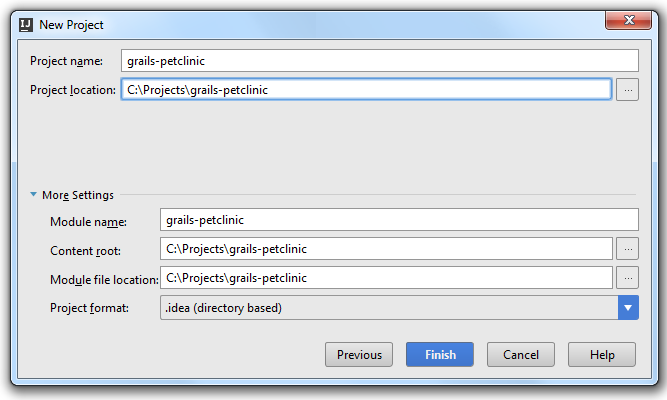 IJ New Project
Project name: grails-petclinic
Project location: C:\Projects\grails-petclinic ...
More Settings
Module name: grails-petclinic
Content root: C:\Projects\grails-petclinic ...
Module file location: C:\Projects\grails-petclinic ...
Project format: .idea (directory based)
Previous Finish Cancel Help